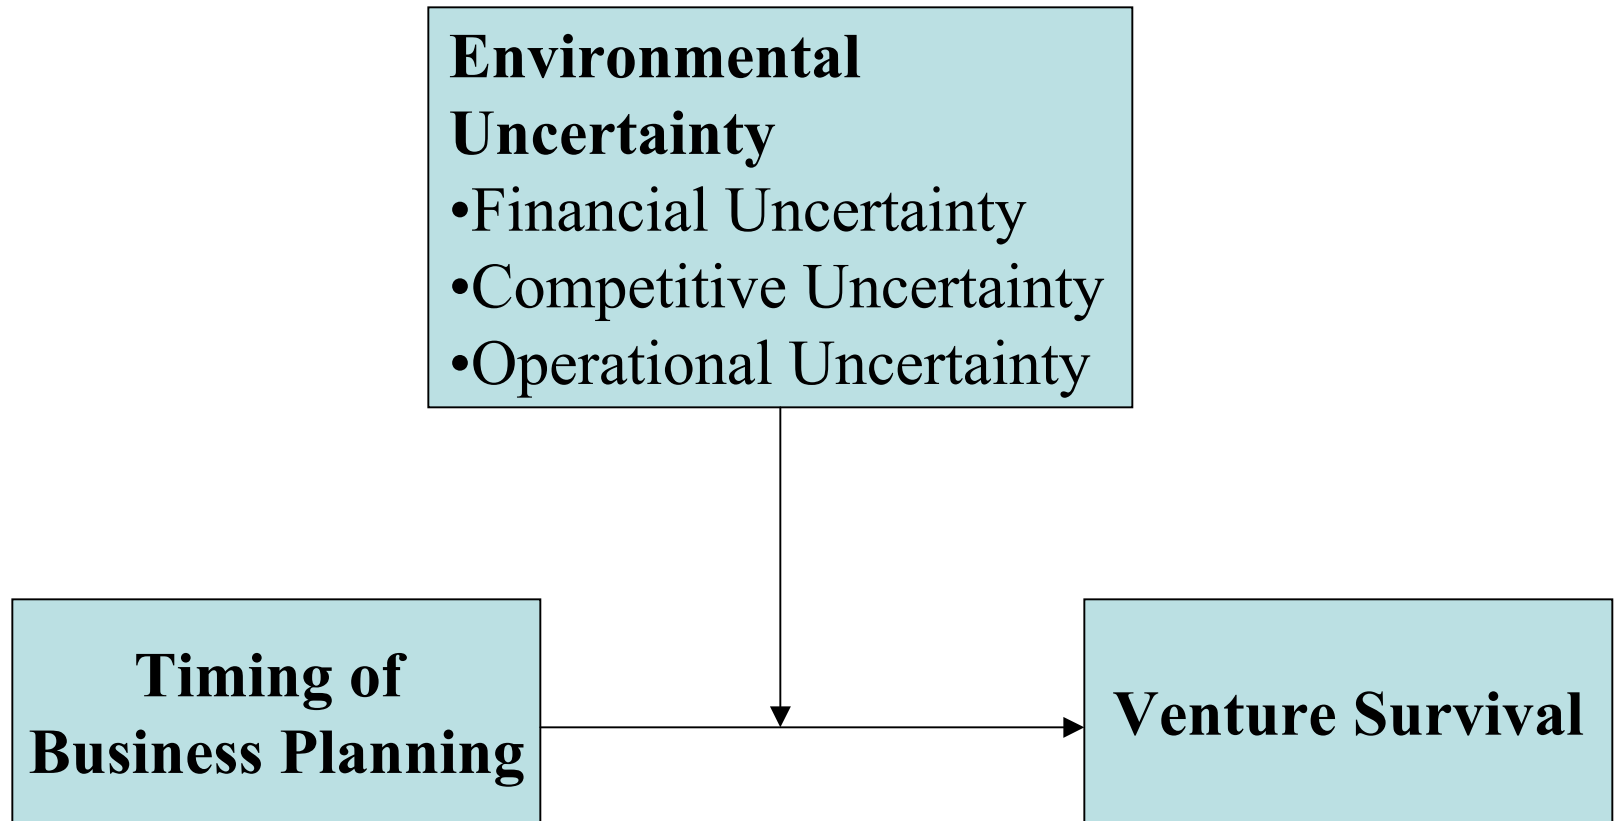 Environmental
Uncertainty
•Financial Uncertainty
•Competitive Uncertainty
•Operational Uncertainty
Timing of
Business Planning
Venture Survival